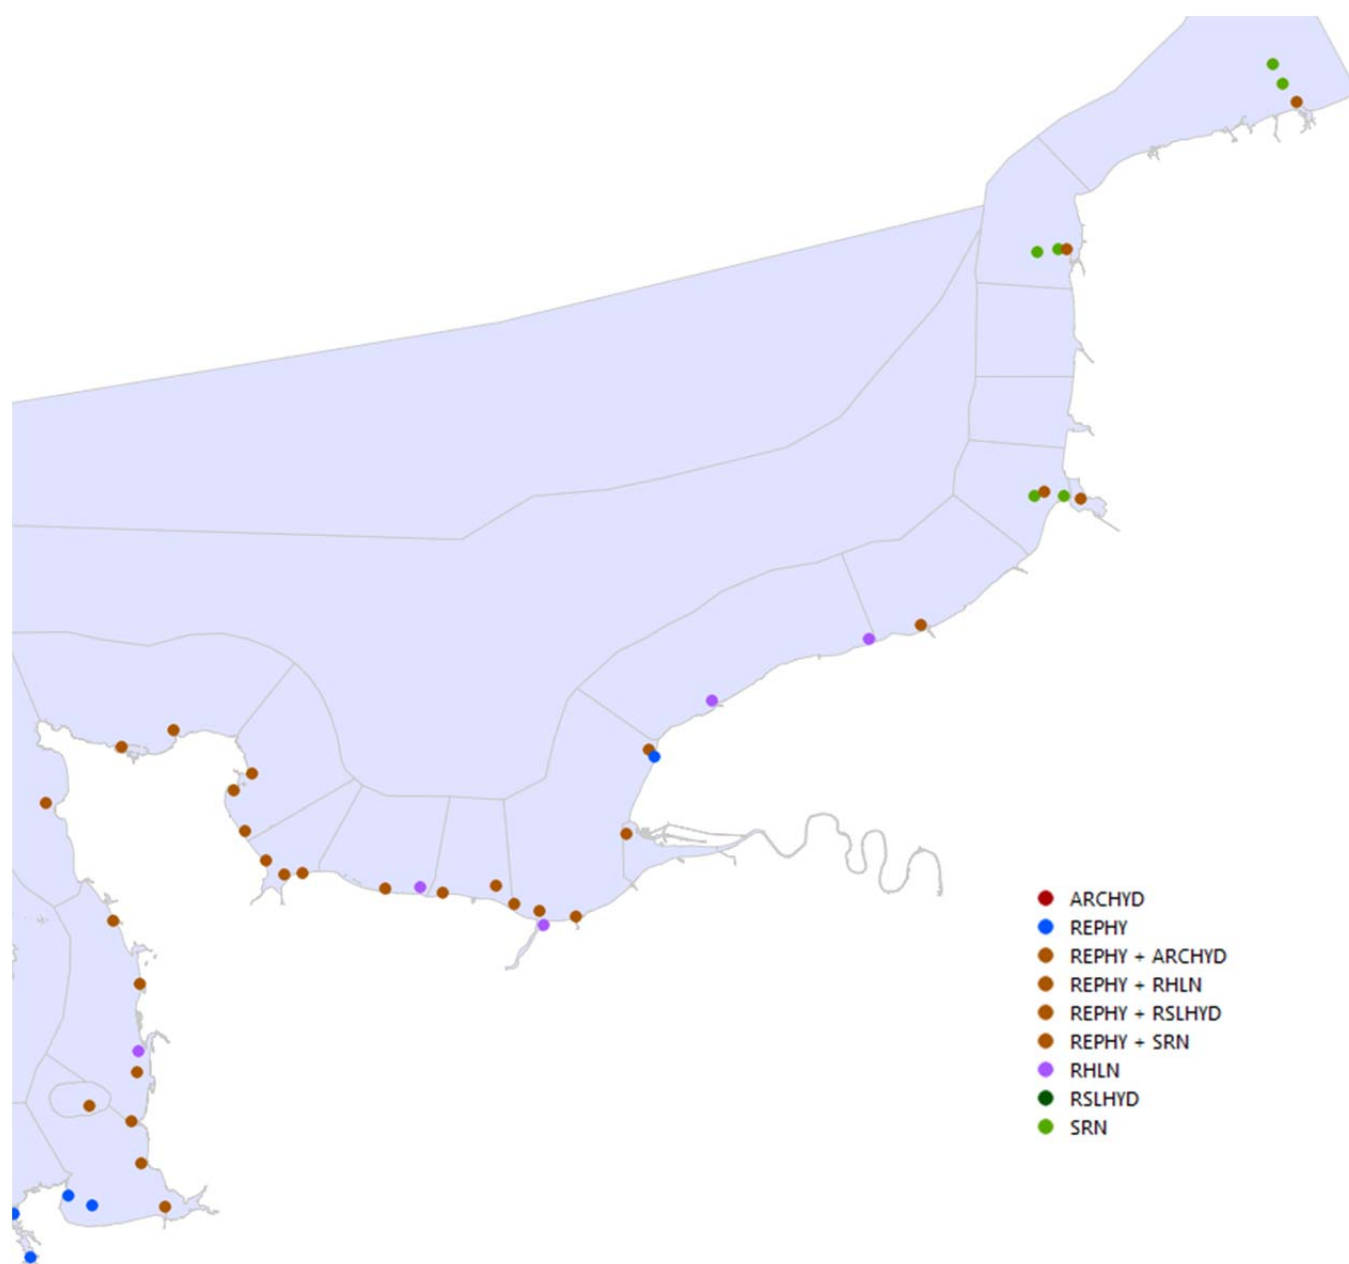 ARCHYD
REPHY
REPHY + ARCHYD
REPHY + RHLN
REPHY + RSLHYD
REPHY + SRN
RHLN
RSLHYD
SRN